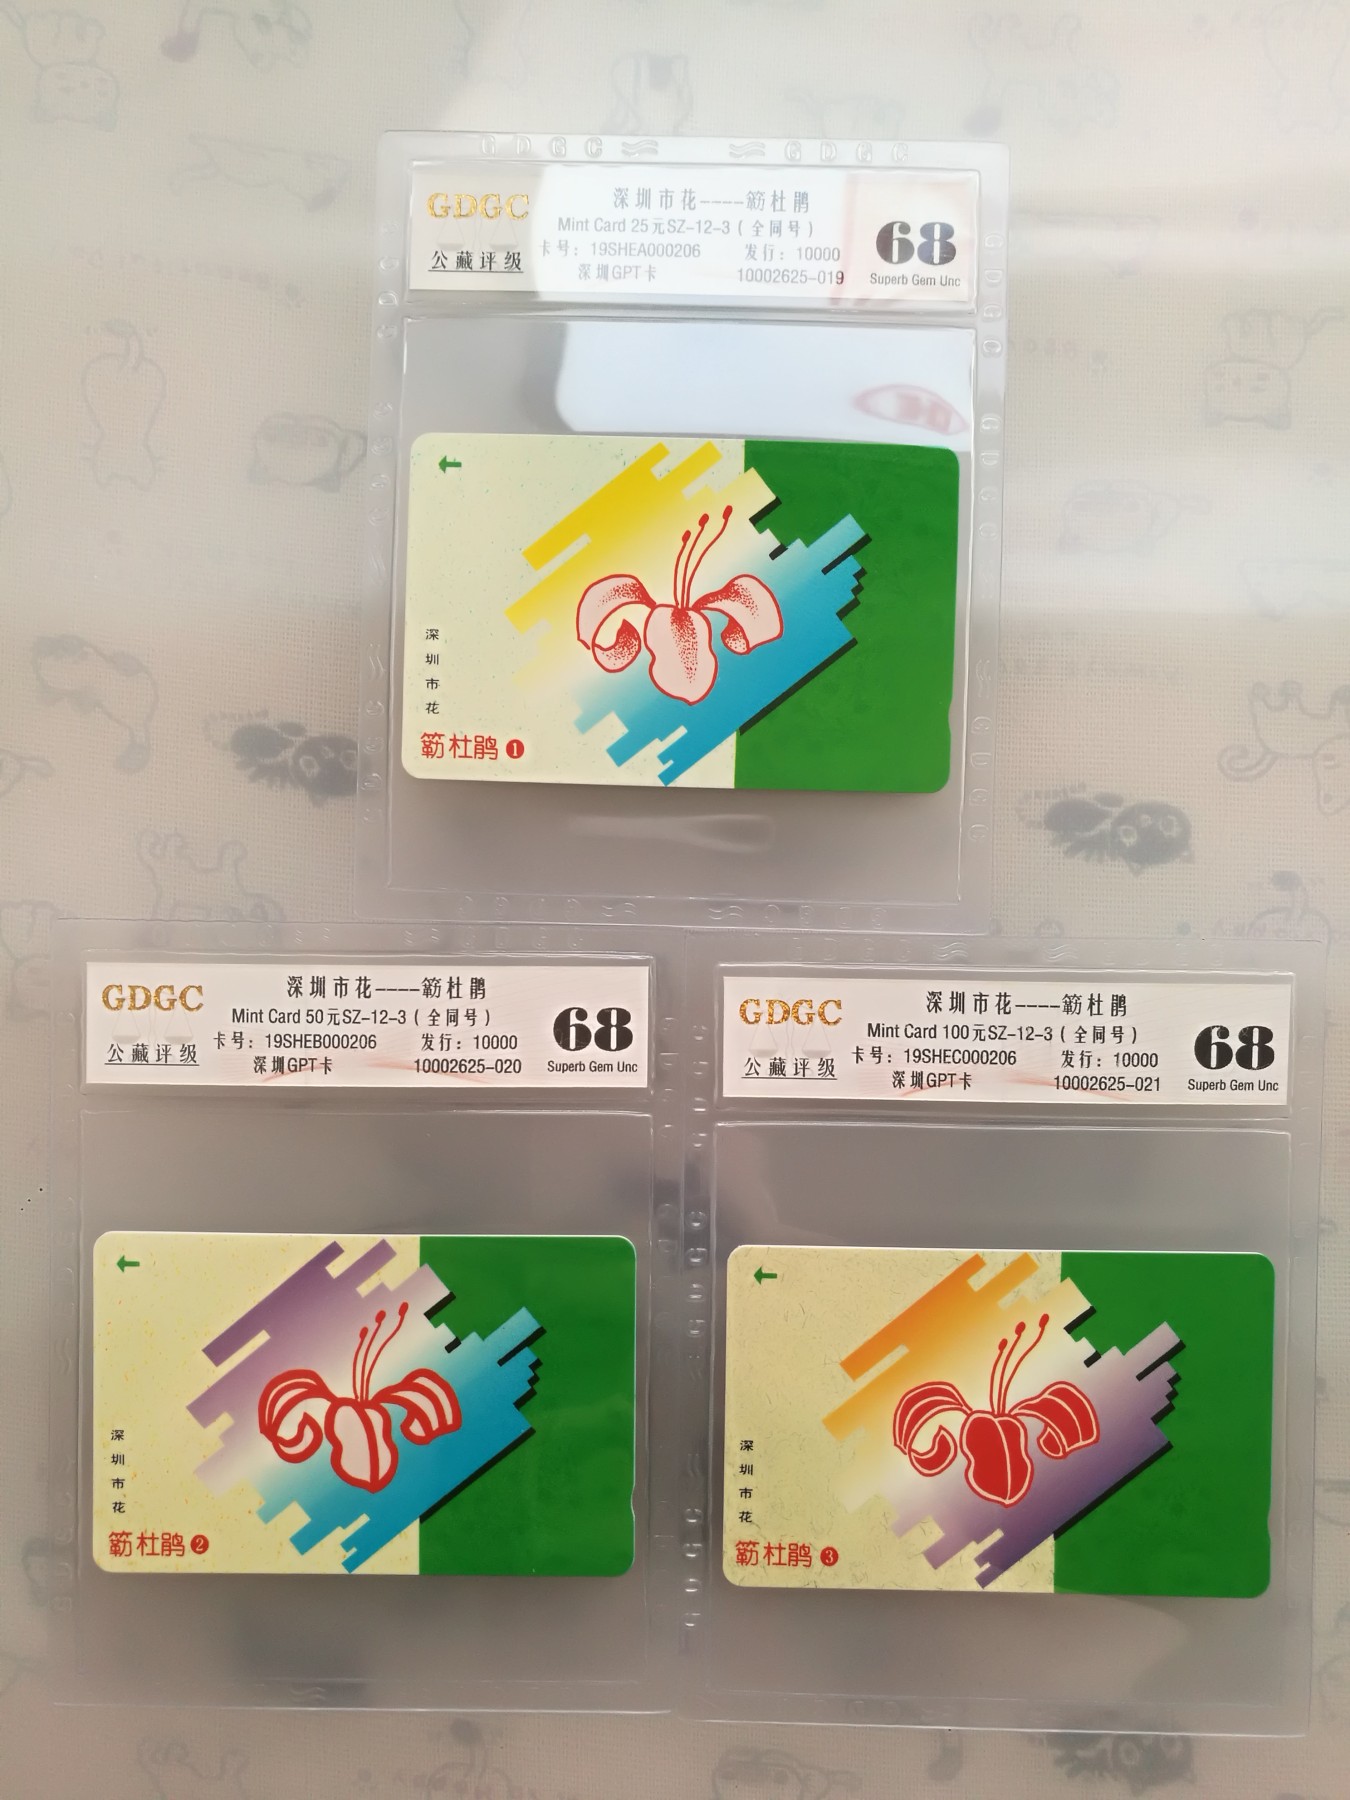 GDGC GDGC
GDGC
公藏评级
深圳市花----簕杜鹃
Mint Card 25元SZ-12-3（全同号）
卡号：19SHEA000206 发行：10000
深圳GPT卡 10002625-019
68
Superb Gem Unc
深圳市花
簕杜鹃1
GDGC
公藏评级
深圳市花----簕杜鹃
Mint Card 50元SZ-12-3（全同号）
卡号：19SHEB000206 发行：10000
深圳GPT卡 10002625-020
68
Superb Gem Unc
深圳市花
簕杜鹃2
GDGC
公藏评级
深圳市花----簕杜鹃
Mint Card 100元SZ-12-3（全同号）
卡号：19SHEC000206 发行：10000
深圳GPT卡 10002625-021
68
Superb Gem Unc
深圳市花
簕杜鹃3